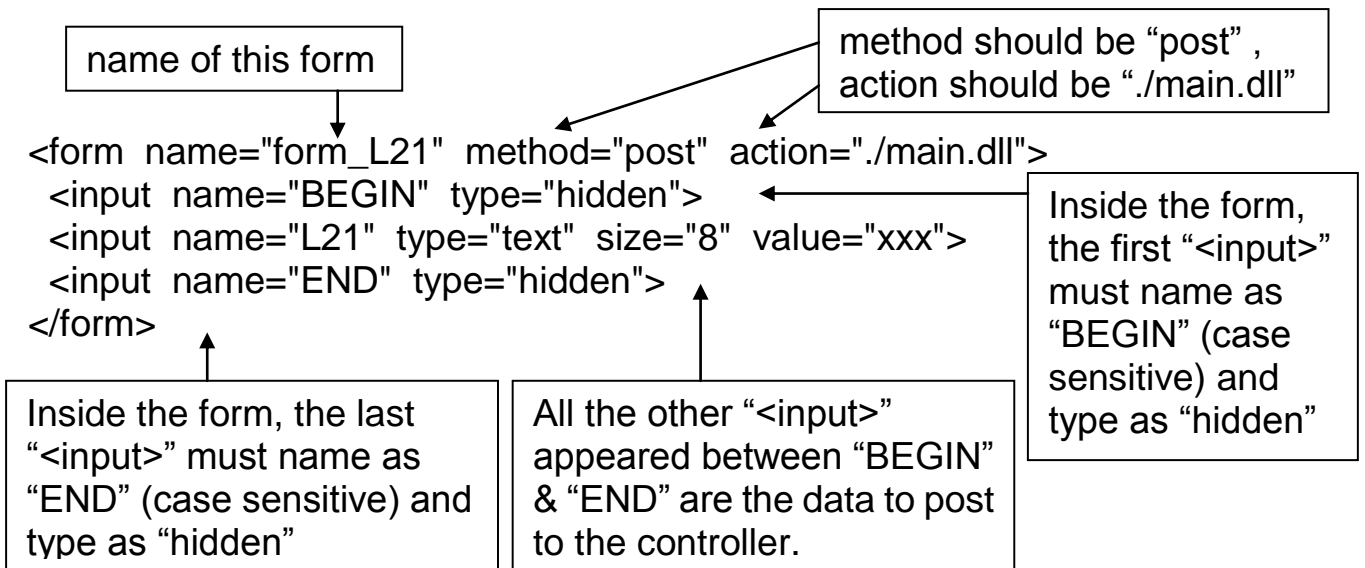 name of this form
method should be “post” ,
action should be “./main.dll”
<form name="form_L21" method="post" action="./main.dll">
<input name="BEGIN" type="hidden">
<input name="L21" type="text" size="8" value="xxx">
<input name="END" type="hidden">
</form>
Inside the form,
the first “<input>”
must name as
“BEGIN” (case
sensitive) and
type as “hidden”
Inside the form, the last
“<input>” must name as
“END” (case sensitive) and
type as “hidden”
All the other “<input>”
appeared between “BEGIN”
& “END” are the data to post
to the controller.